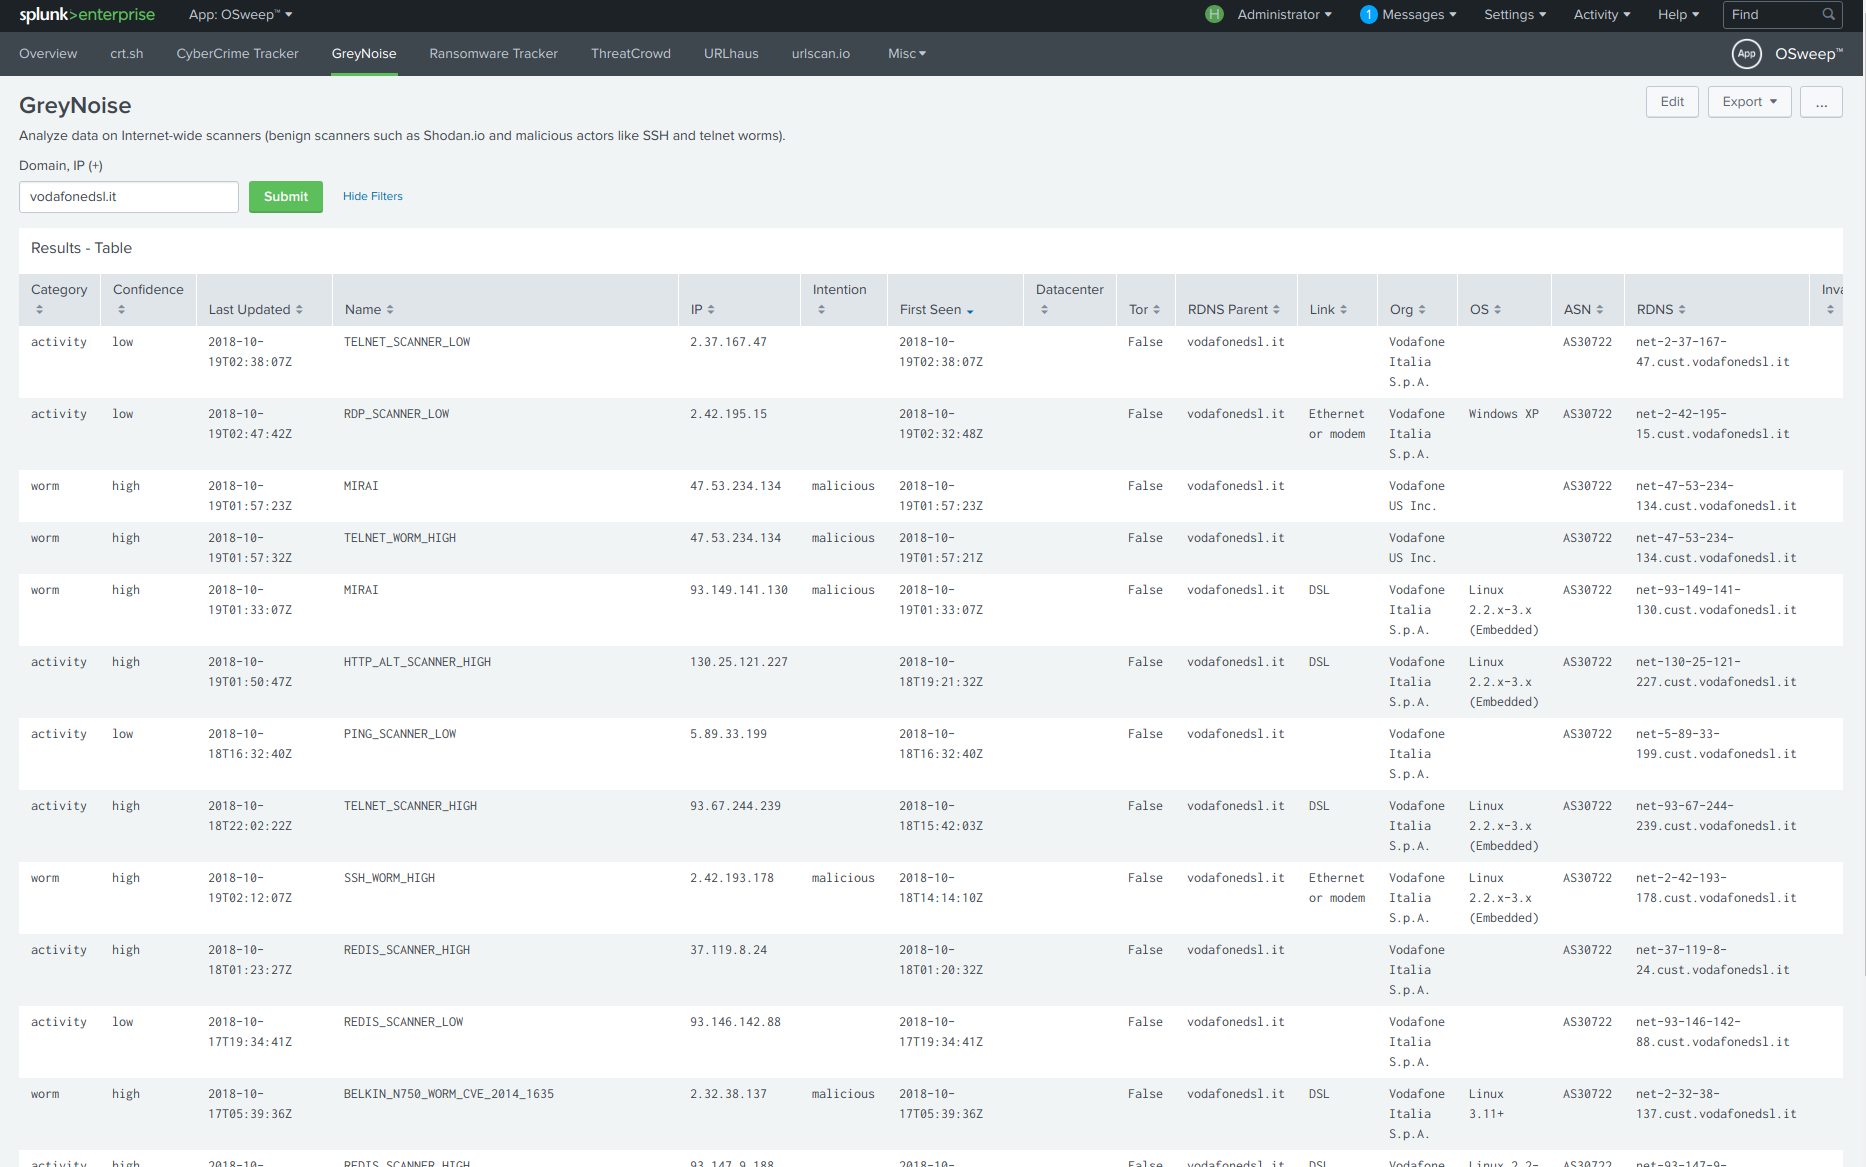 splunk>enterprise App: OSweep™ H Administrator 1 Messages Settings Activity Help Find
Overview crt.sh CyberCrime Tracker GreyNoise Ransomware Tracker ThreatCrowd URLhaus urlscan.io Misc App OSweep™
GreyNoise Edit Export ...
Analyze data on Internet-wide scanners (benign scanners such as Shodan.io and malicious actors like SSH and telnet worms).
Domain, IP (+)
vodafonedsl.it Submit Hide Filters
Results - Table
Category Confidence Intention Datacenter Inva
Last Updated Name IP First Seen Tor RDNS Parent Link Org OS ASN RDNS
activity low 2018-10- TELNET_SCANNER_LOW 2.37.167.47 2018-10- False vodafonedsl.it Vodafone AS30722 net-2-37-167-
19T02:38:07Z 19T02:38:07Z Italia 47.cust.vodafonedsl.it
S.p.A.
activity low 2018-10- RDP_SCANNER_LOW 2.42.195.15 2018-10- False vodafonedsl.it Ethernet Vodafone Windows XP AS30722 net-2-42-195-
19T02:47:42Z 19T02:32:48Z or modem Italia 15.cust.vodafonedsl.it
S.p.A.
worm high 2018-10- MIRAI 47.53.234.134 malicious 2018-10- False vodafonedsl.it Vodafone AS30722 net-47-53-234-
19T01:57:23Z 19T01:57:23Z US Inc. 134.cust.vodafonedsl.it
worm high 2018-10- TELNET_WORM_HIGH 47.53.234.134 malicious 2018-10- False vodafonedsl.it Vodafone AS30722 net-47-53-234-
19T01:57:32Z 19T01:57:21Z US Inc. 134.cust.vodafonedsl.it
worm high 2018-10- MIRAI 93.149.141.130 malicious 2018-10- False vodafonedsl.it DSL Vodafone Linux AS30722 net-93-149-141-
19T01:33:07Z 19T01:33:07Z Italia 2.2.x-3.x 130.cust.vodafonedsl.it
S.p.A. (Embedded)
activity high 2018-10- HTTP_ALT_SCANNER_HIGH 130.25.121.227 2018-10- False vodafonedsl.it DSL Vodafone Linux AS30722 net-130-25-121-
19T01:50:47Z 18T19:21:32Z Italia 2.2.x-3.x 227.cust.vodafonedsl.it
S.p.A. (Embedded)
activity low 2018-10- PING_SCANNER_LOW 5.89.33.199 2018-10- False vodafonedsl.it Vodafone AS30722 net-5-89-33-
18T16:32:40Z 18T16:32:40Z Italia 199.cust.vodafonedsl.it
S.p.A.
activity high 2018-10- TELNET_SCANNER_HIGH 93.67.244.239 2018-10- False vodafonedsl.it DSL Vodafone Linux AS30722 net-93-67-244-
18T22:02:22Z 18T15:42:03Z Italia 2.2.x-3.x 239.cust.vodafonedsl.it
S.p.A. (Embedded)
worm high 2018-10- SSH_WORM_HIGH 2.42.193.178 malicious 2018-10- False vodafonedsl.it Ethernet Vodafone Linux AS30722 net-2-42-193-
19T02:12:07Z 18T14:14:10Z or modem Italia 2.2.x-3.x 178.cust.vodafonedsl.it
S.p.A. (Embedded)
activity high 2018-10- REDIS_SCANNER_HIGH 37.119.8.24 2018-10- False vodafonedsl.it Vodafone AS30722 net-37-119-8-
18T01:23:27Z 18T01:20:32Z Italia 24.cust.vodafonedsl.it
S.p.A.
activity low 2018-10- REDIS_SCANNER_LOW 93.146.142.88 2018-10- False vodafonedsl.it Vodafone AS30722 net-93-146-142-
17T19:34:41Z 17T19:34:41Z Italia 88.cust.vodafonedsl.it
S.p.A.
worm high 2018-10- BELKIN_N750_WORM_CVE_2014_1635 2.32.38.137 malicious 2018-10- False vodafonedsl.it DSL Vodafone Linux AS30722 net-2-32-38-
17T05:39:36Z 17T05:39:36Z Italia 3.11+ 137.cust.vodafonedsl.it
S.p.A.
activity high 2018-10- REDIS_SCANNER_HIGH 93.147.9.188 2018-10- False vodafonedsl.it DSL Vodafone Linux 2.2- AS30722 net-93-147-9-